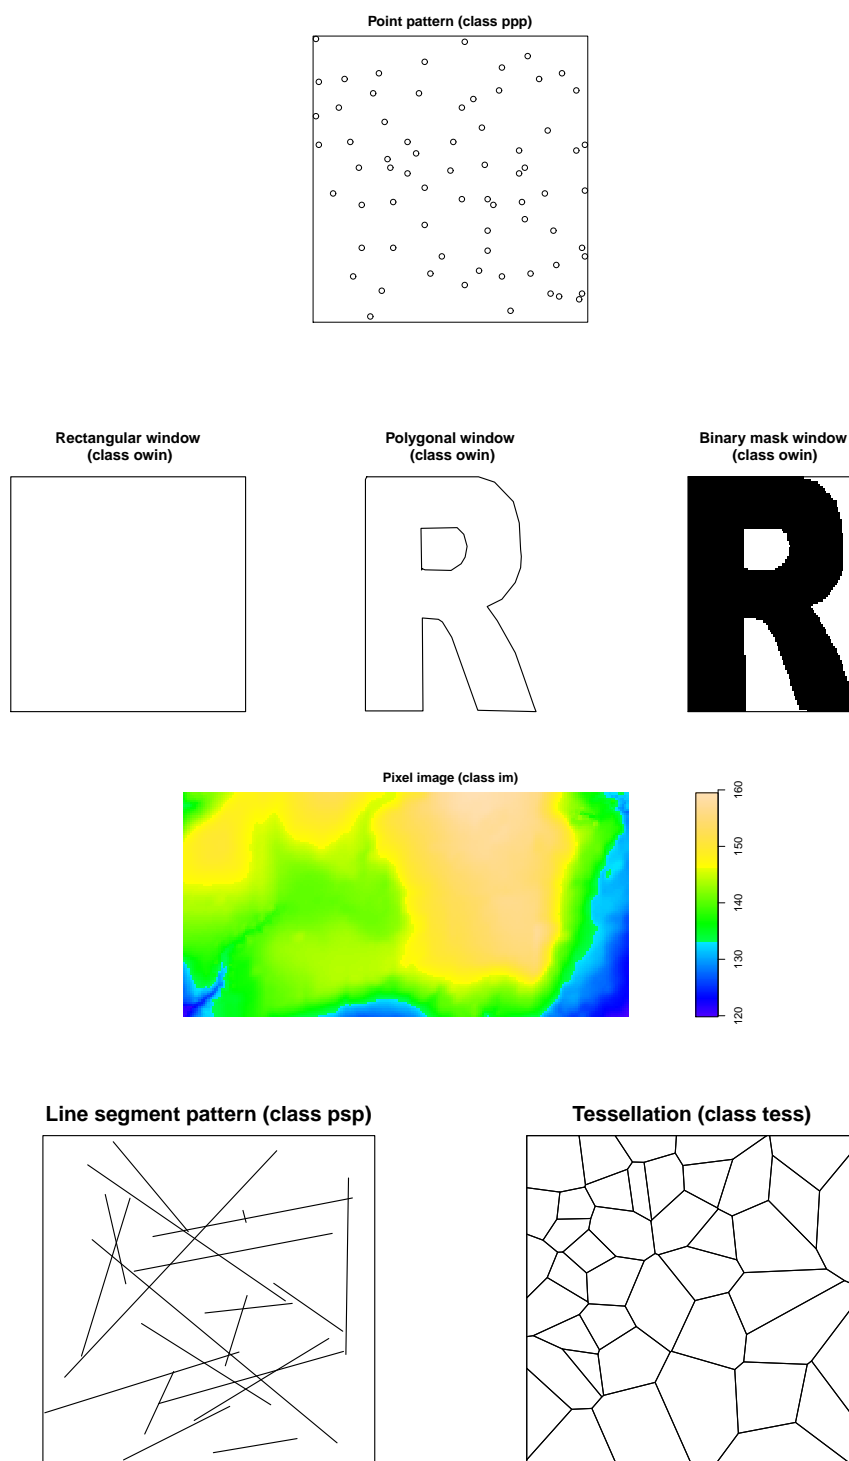 Point pattern (class ppp)
Rectangular window
(class owin)
Polygonal window
(class owin)
Binary mask window
(class owin)
R
Pixel image (class im)
160
150
140
130
120
Line segment pattern (class psp)
Tessellation (class tess)